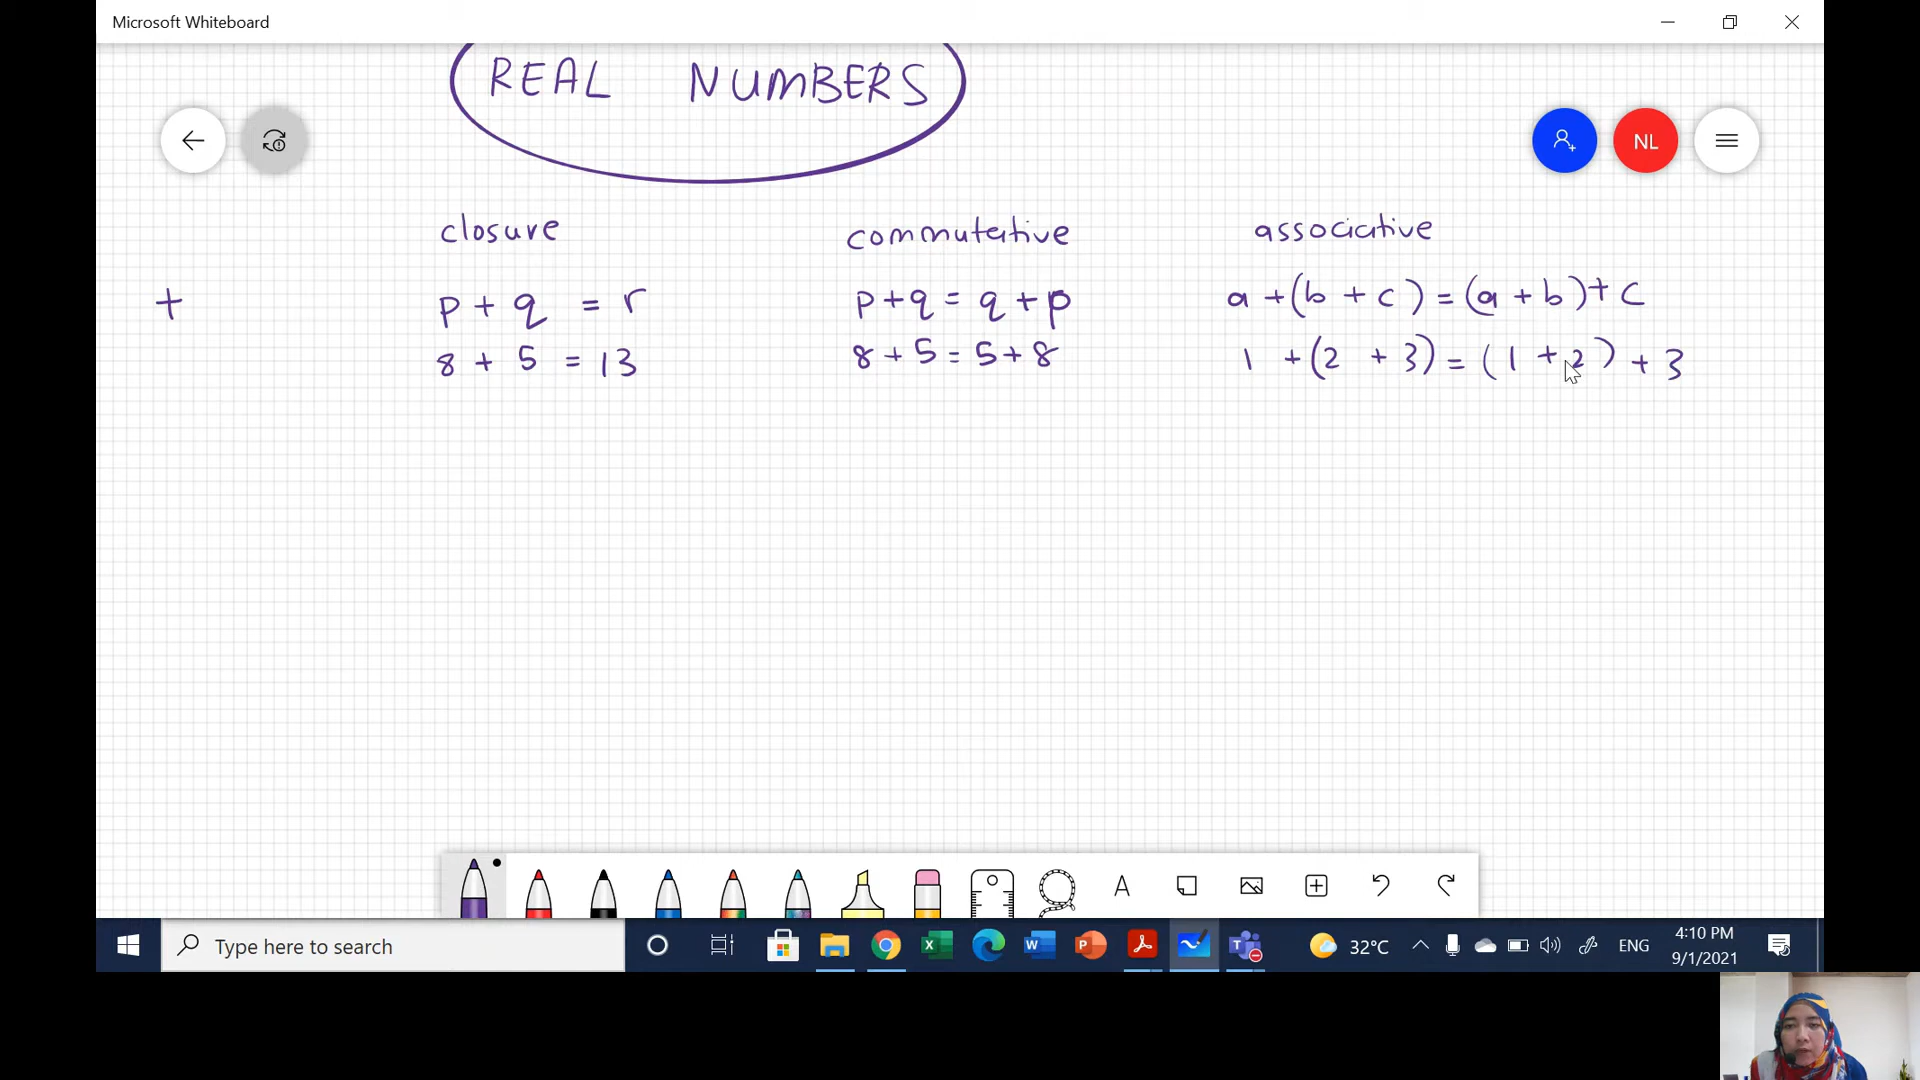 Microsoft Whiteboard
REAL NUMBERS
NL
closure commutative associative
+ p + q = r p + q = q + p a + (b + c) = (a + b) + c
8 + 5 = 13 8 + 5 = 5 + 8 1 + (2 + 3) = (1 + 2) + 3
A
Type here to search
32°C
ENG
4:10 PM
9/1/2021